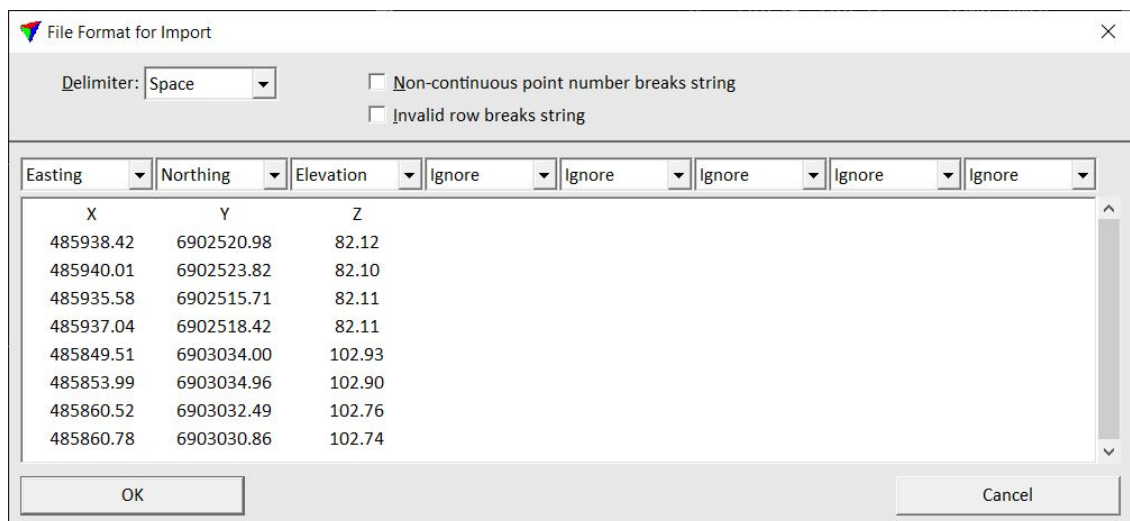 File Format for Import
Delimiter: Space
Non-continuous point number breaks string
Invalid row breaks string
Easting Northing Elevation Ignore Ignore Ignore Ignore Ignore
X Y Z
485938.42 6902520.98 82.12
485940.01 6902523.82 82.10
485935.58 6902515.71 82.11
485937.04 6902518.42 82.11
485849.51 6903034.00 102.93
485853.99 6903034.96 102.90
485860.52 6903032.49 102.76
485860.78 6903030.86 102.74
OK Cancel